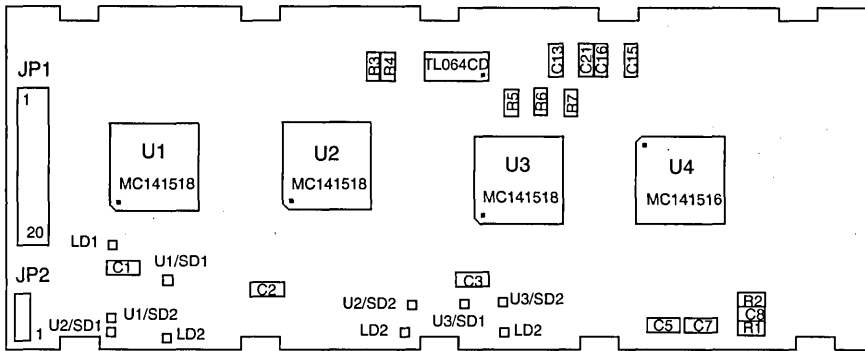 JP1
1
20
JP2
1
U1
MC141518
U2
MC141518
U3
MC141518
U4
MC141516
R3
R4
TL064CD
C13
C21
C16
C15
R5
R6
R7
LD1
C1
U1/SD1
U1/SD2
U2/SD1
LD2
C2
U2/SD2
LD2
C3
U3/SD1
U3/SD2
LD2
C5
C7
R2
C8
R1